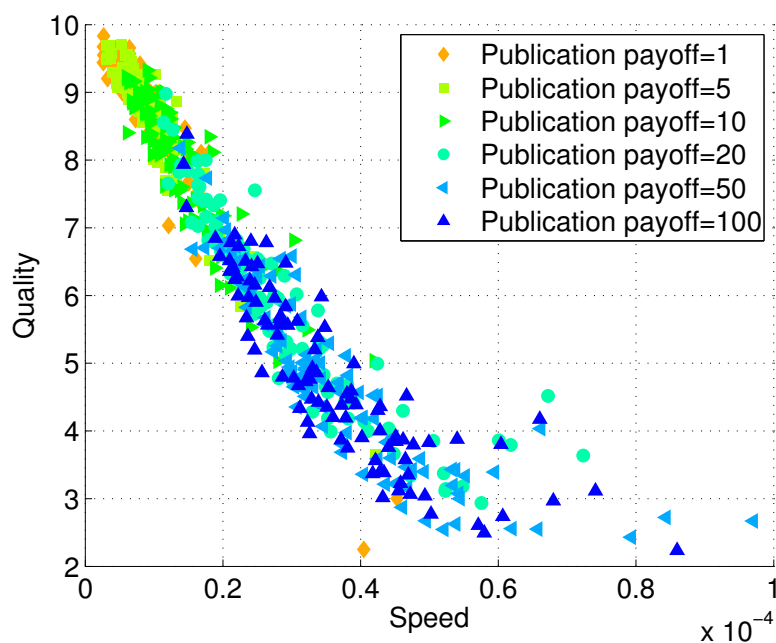 10
9
8
7
6
5
4
3
2
Quality
Publication payoff=1
Publication payoff=5
Publication payoff=10
Publication payoff=20
Publication payoff=50
Publication payoff=100
0 0.2 0.4 0.6 0.8 1
Speed
x 10⁻⁴